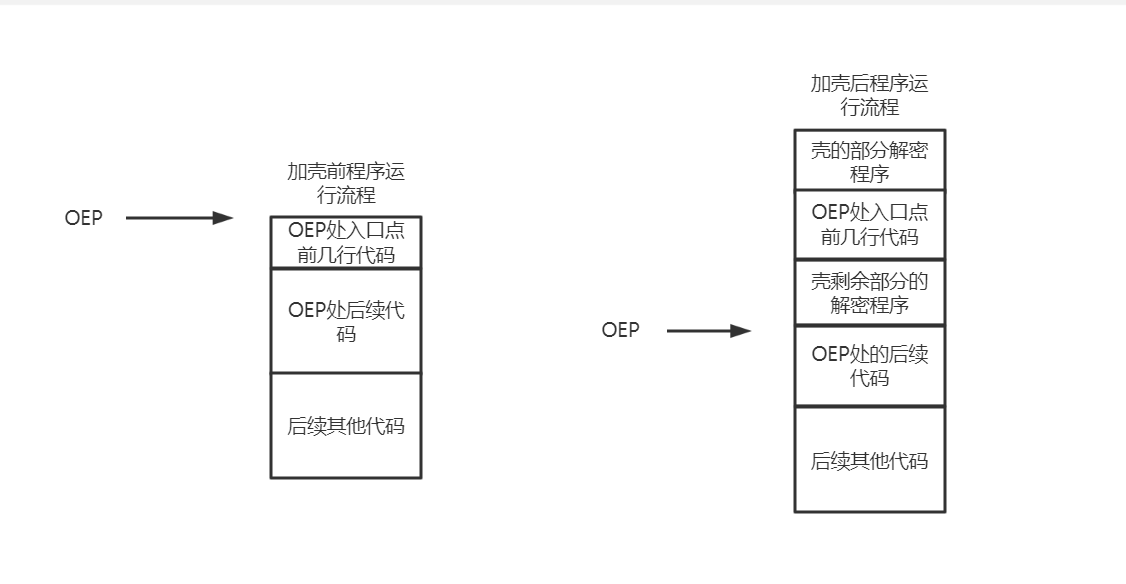 加壳前程序运
行流程
OEP
OEP处入口点
前几行代码
OEP处后续代
码
后续其他代码
加壳后程序运
行流程
壳的部分解密
程序
OEP处入口点
前几行代码
壳剩余部分的
解密程序
OEP
OEP处的后续
代码
后续其他代码